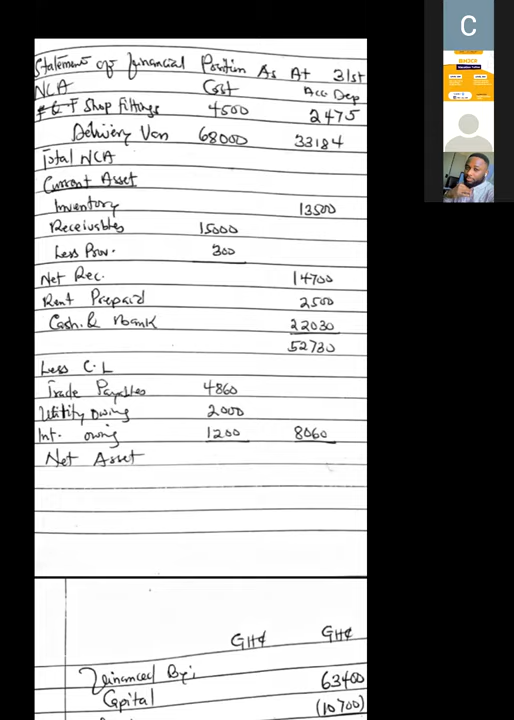 Statement of financial Position As At 31st
NCA Cost Acc Dep
F & F Shop Fittings 4500 2475
Delivery Van 68000 33184
Total NCA
Current Asset
Inventory 13500
Receivables 15000
Less Prov. 300
Net Rec. 14700
Rent Prepaid 2500
Cash & Bank 22030
52730
Less C.L
Trade Payables 4860
Utility owing 2000
Int. owing 1200 8060
Net Asset
GH¢ GH¢
Financed By:
63400
Capital
(10700)
C